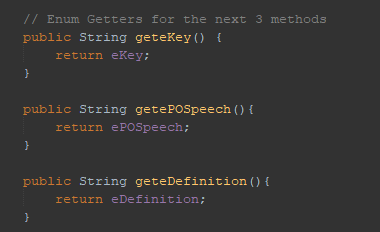 // Enum Getters for the next 3 methods
public String geteKey() {
return eKey;
}
public String getePOSpeech(){
return ePOSpeech;
}
public String geteDefinition(){
return eDefinition;
}